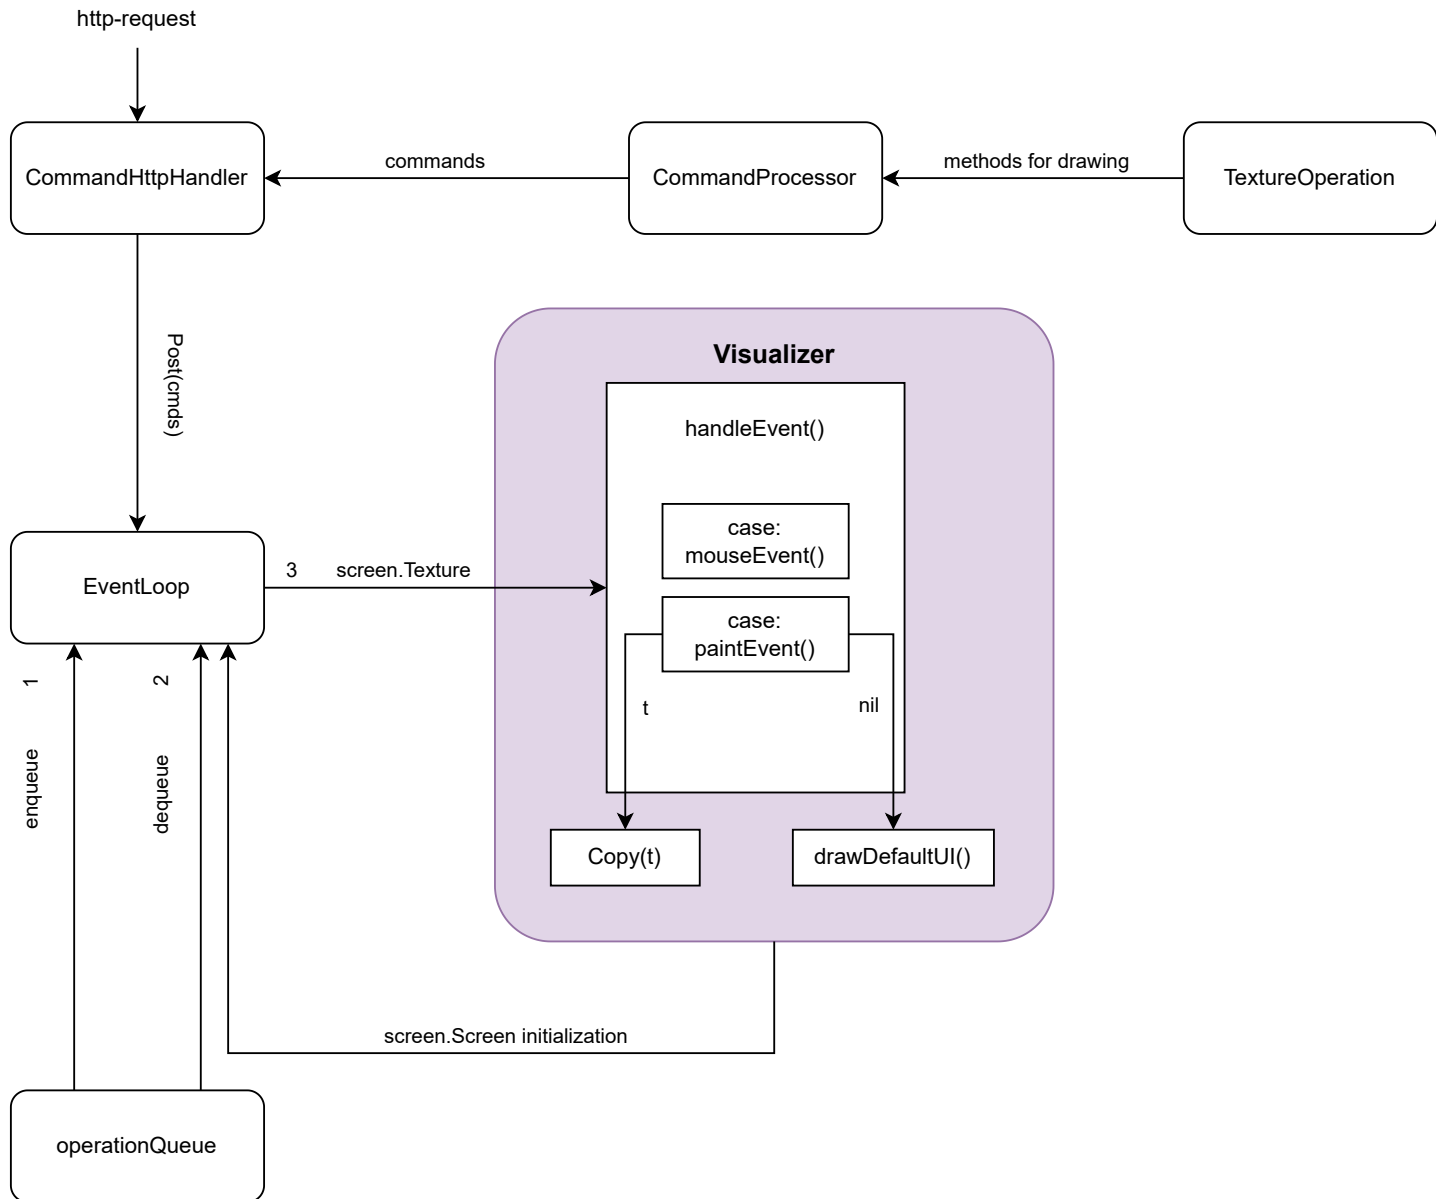 http-request
CommandHttpHandler
commands
CommandProcessor
methods for drawing
TextureOperation
Post(cmds)
Visualizer
handleEvent()
case:
mouseEvent()
EventLoop
3
screen.Texture
case:
paintEvent()
t
nil
1
2
enqueue
dequeue
Copy(t)
drawDefaultUI()
screen.Screen initialization
operationQueue